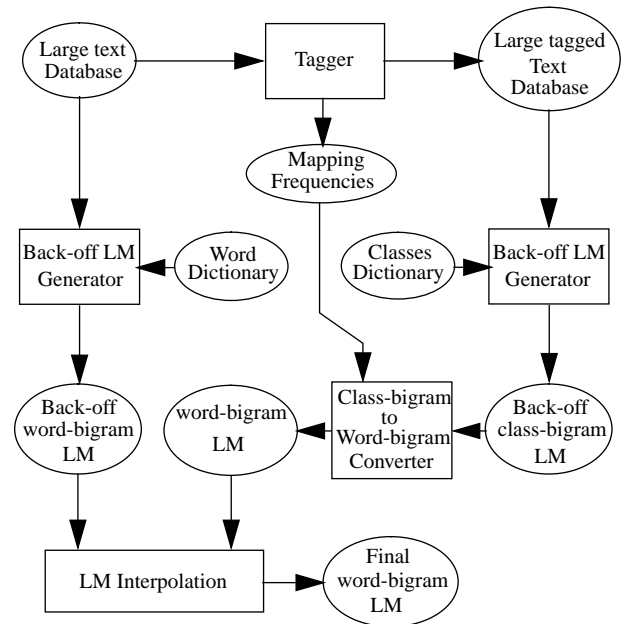 Large text
Database
Tagger
Large tagged
Text
Database
Mapping
Frequencies
Back-off LM
Generator
Word
Dictionary
Classes
Dictionary
Back-off LM
Generator
Back-off
word-bigram
LM
word-bigram
LM
Class-bigram
to
Word-bigram
Converter
Back-off
class-bigram
LM
LM Interpolation
Final
word-bigram
LM